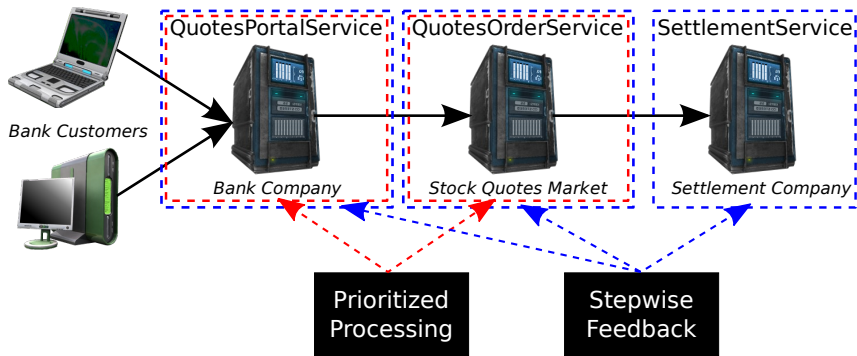 QuotesPortalService
QuotesOrderService
SettlementService
Bank Customers
Bank Company
Stock Quotes Market
Settlement Company
Prioritized
Processing
Stepwise
Feedback